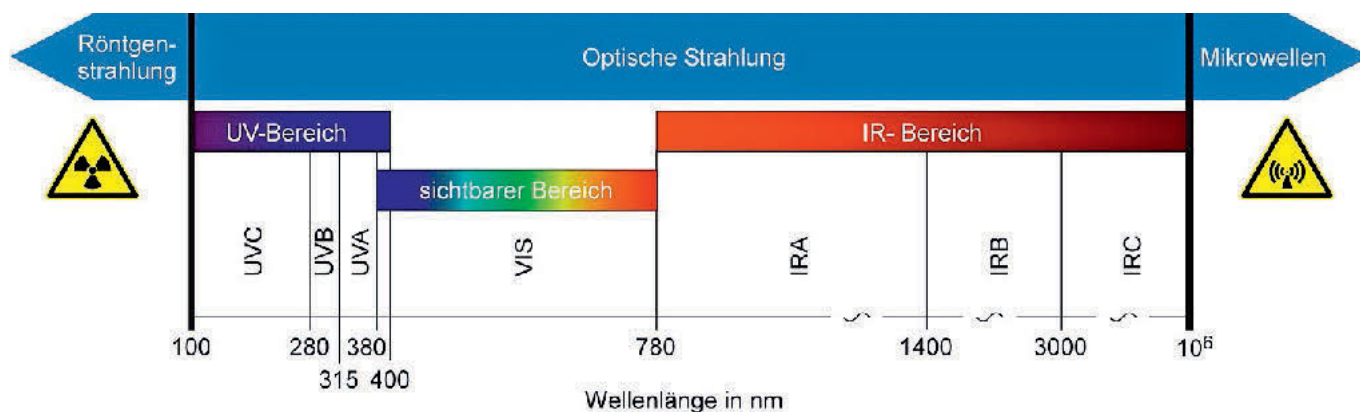 Röntgen-
strahlung
Optische Strahlung
Mikrowellen
UV-Bereich
IR- Bereich
sichtbarer Bereich
UVC
UVB
UVA
VIS
IRA
IRB
IRC
100
280
315
380
400
780
1400
3000
10⁶
Wellenlänge in nm